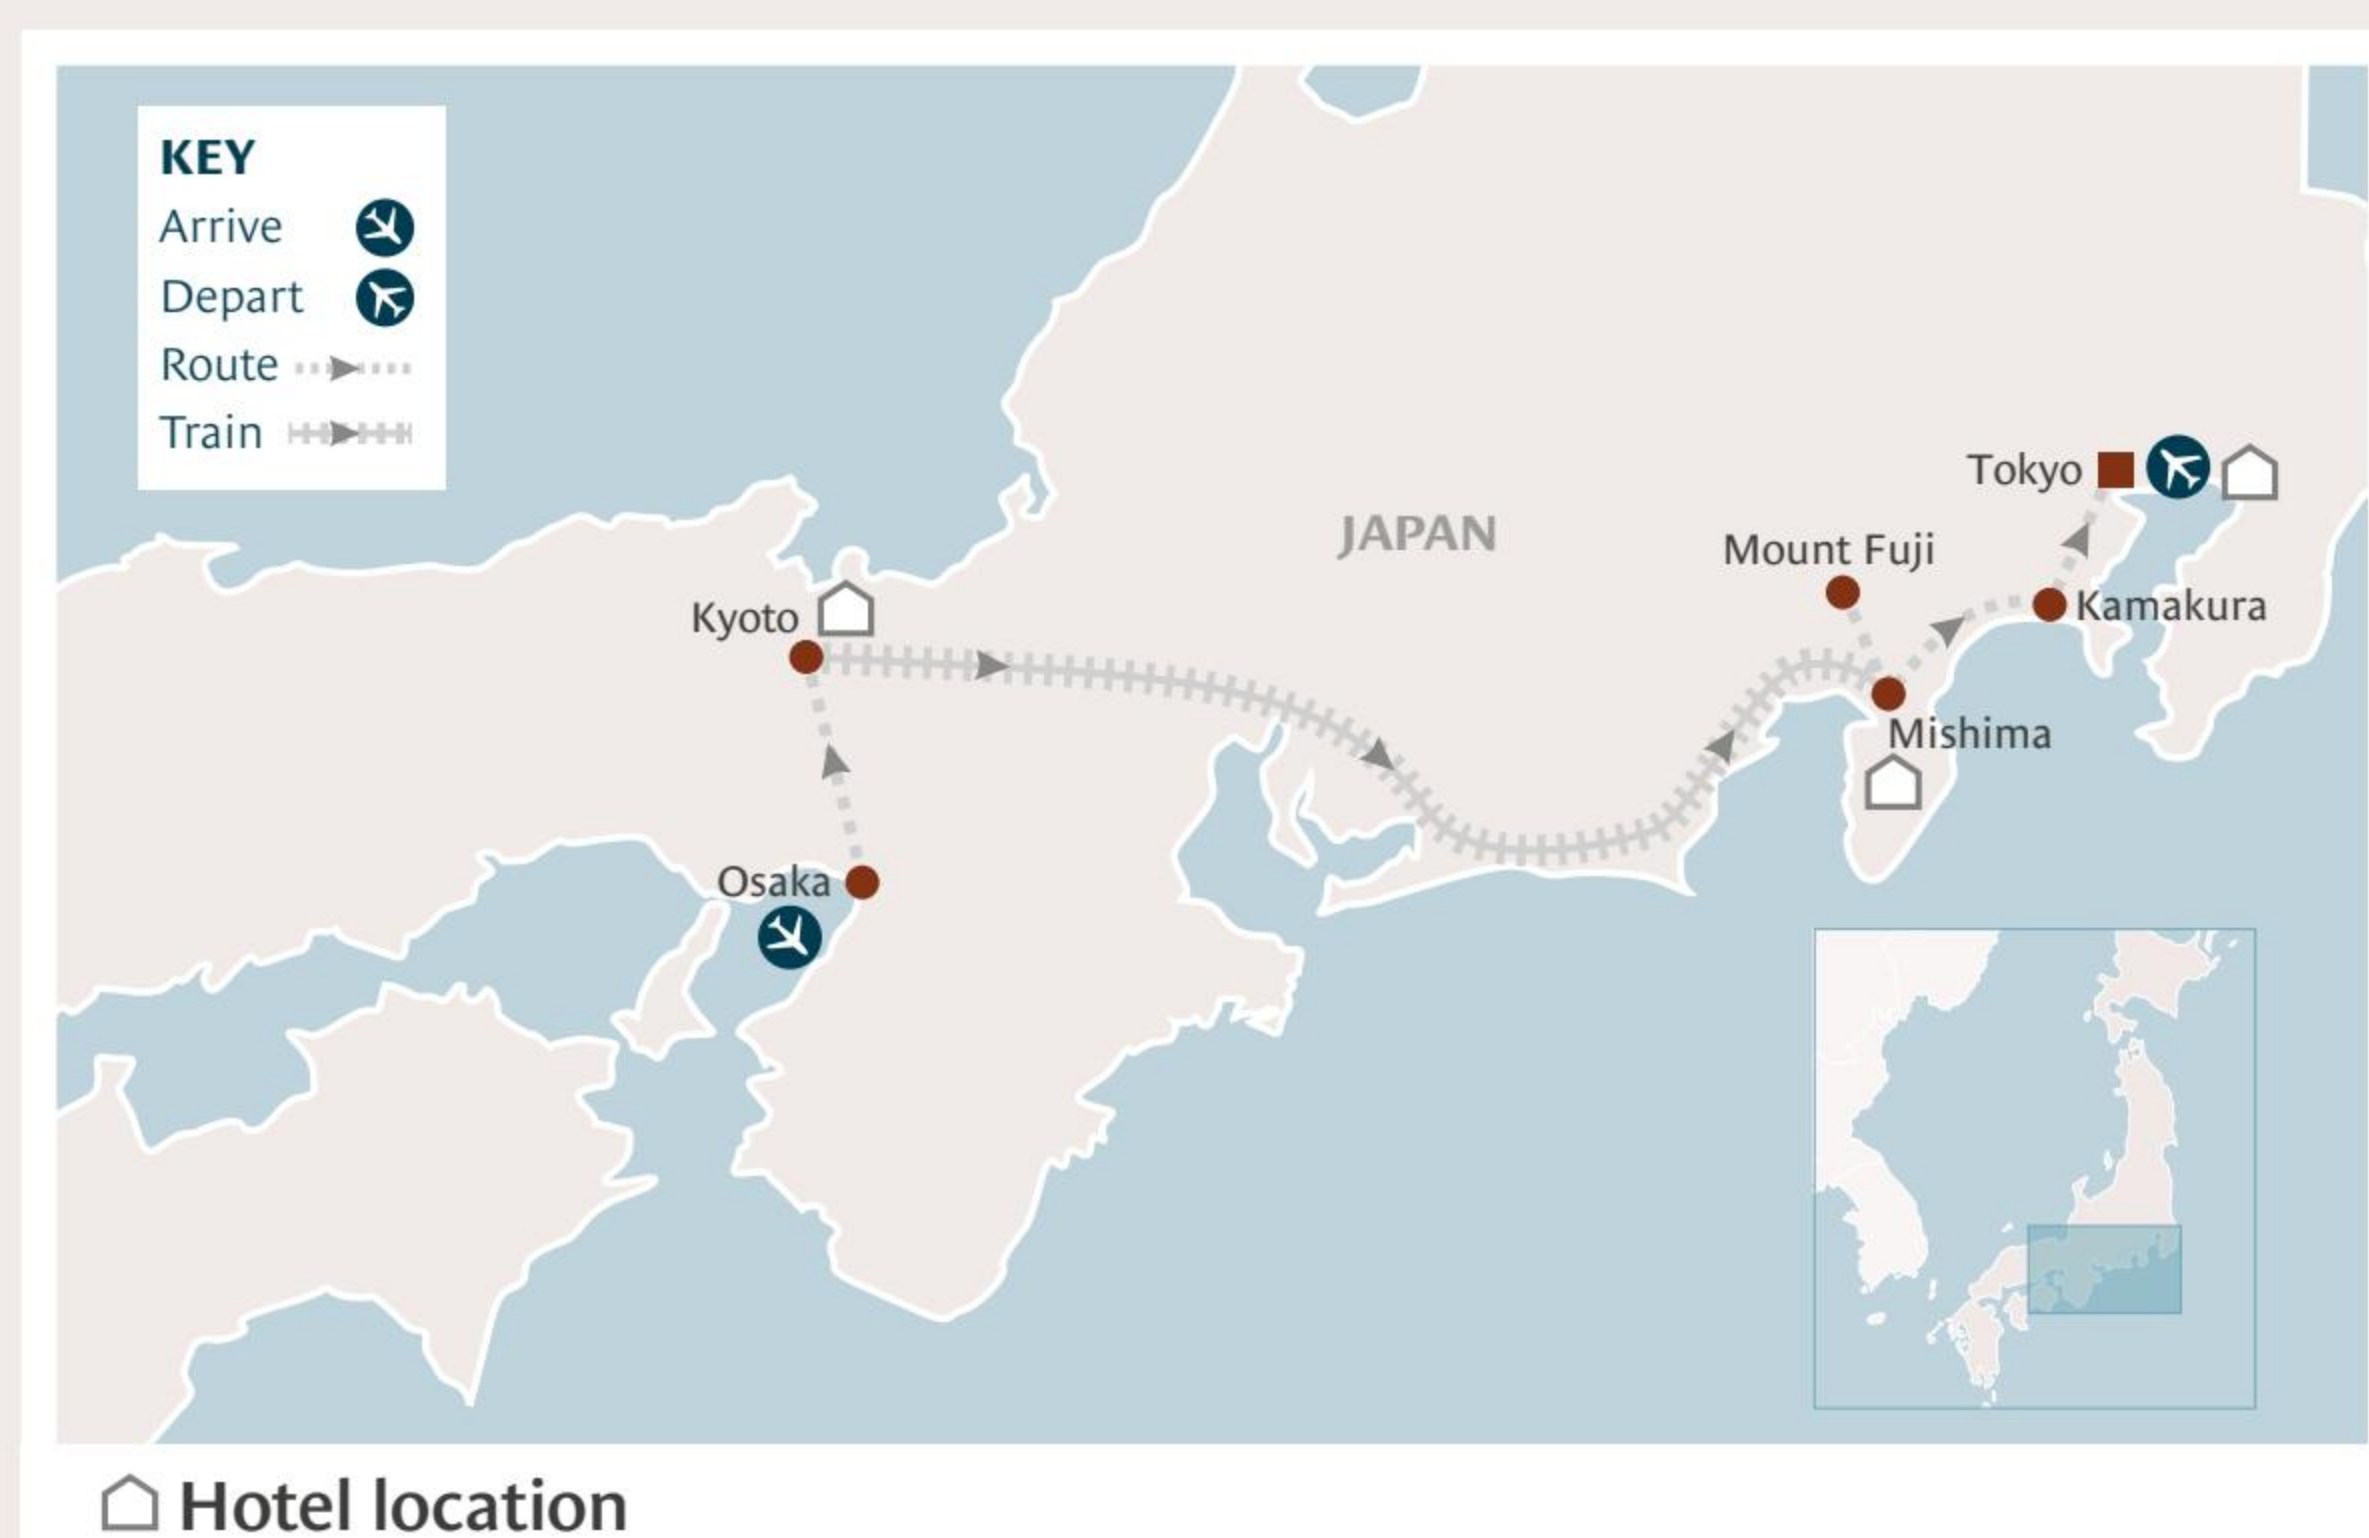 KEY
Arrive
Depart
Route
Train
Tokyo
JAPAN
Mount Fuji
Kyoto
Kamakura
Mishima
Osaka
Hotel location